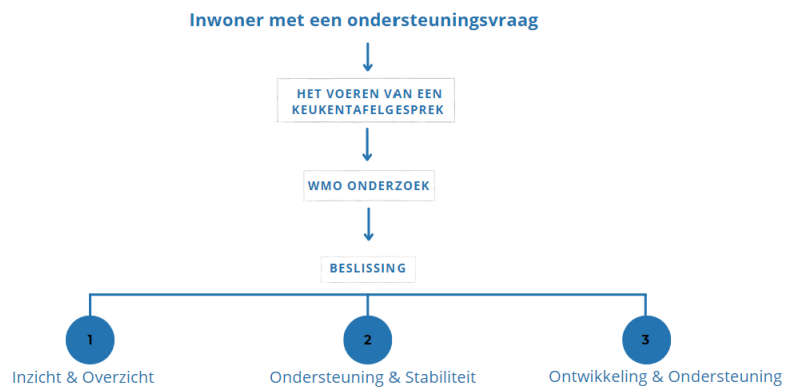 Inwoner met een ondersteuningsvraag
HET VOEREN VAN EEN
KEUKENTAFELGESPREK
WMO ONDERZOEK
BESLISSING
1
2
3
Inzicht & Overzicht
Ondersteuning & Stabiliteit
Ontwikkeling & Ondersteuning